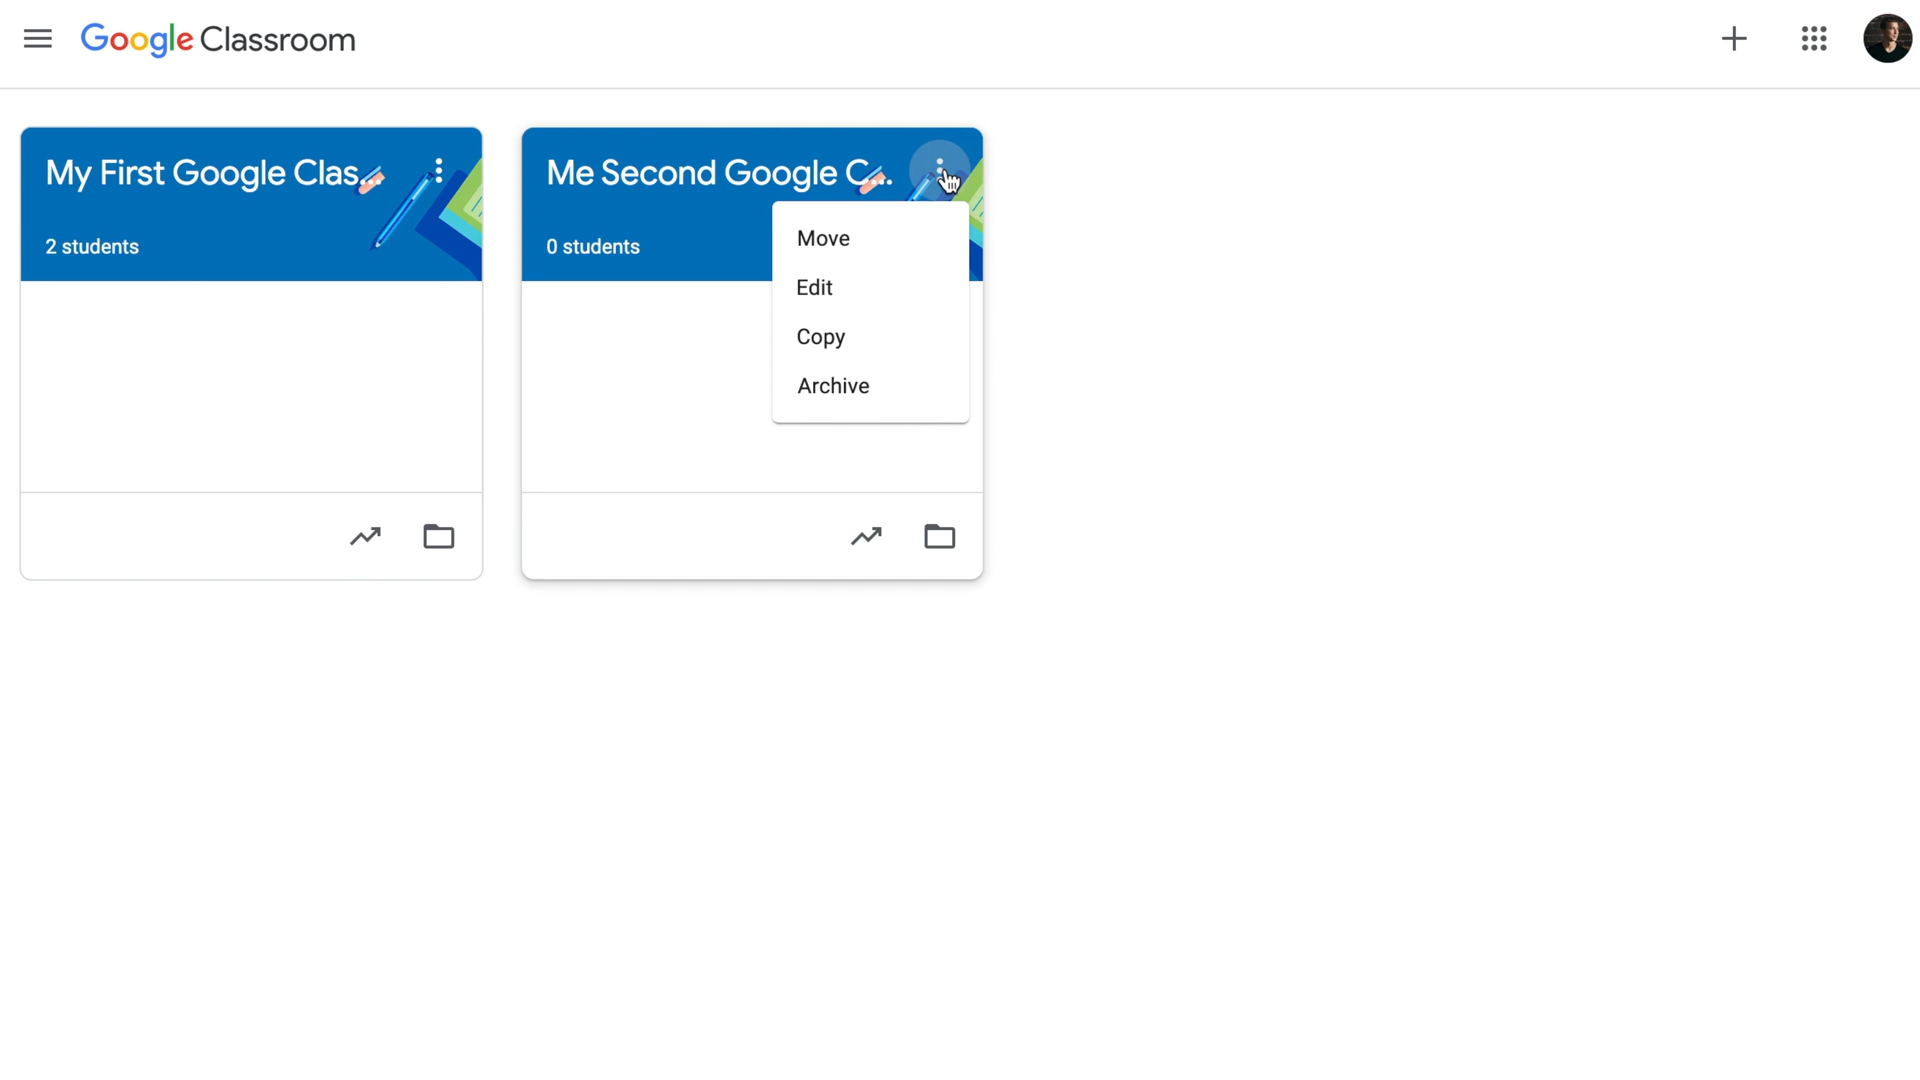 Google Classroom
My First Google Clas...
2 students
Me Second Google C...
0 students
Move
Edit
Copy
Archive